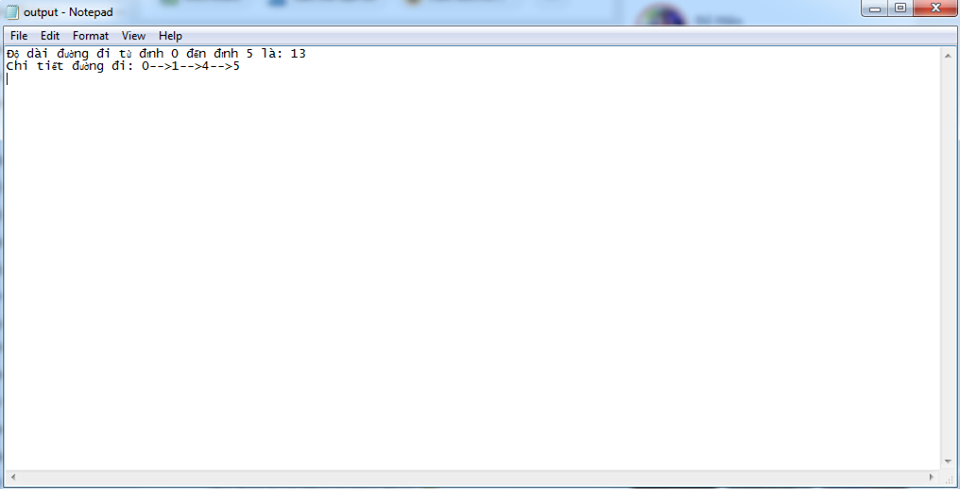 output - Notepad
File Edit Format View Help
Độ dài đường đi từ đỉnh 0 đến đỉnh 5 là: 13
Chi tiết đường đi: 0-->1-->4-->5